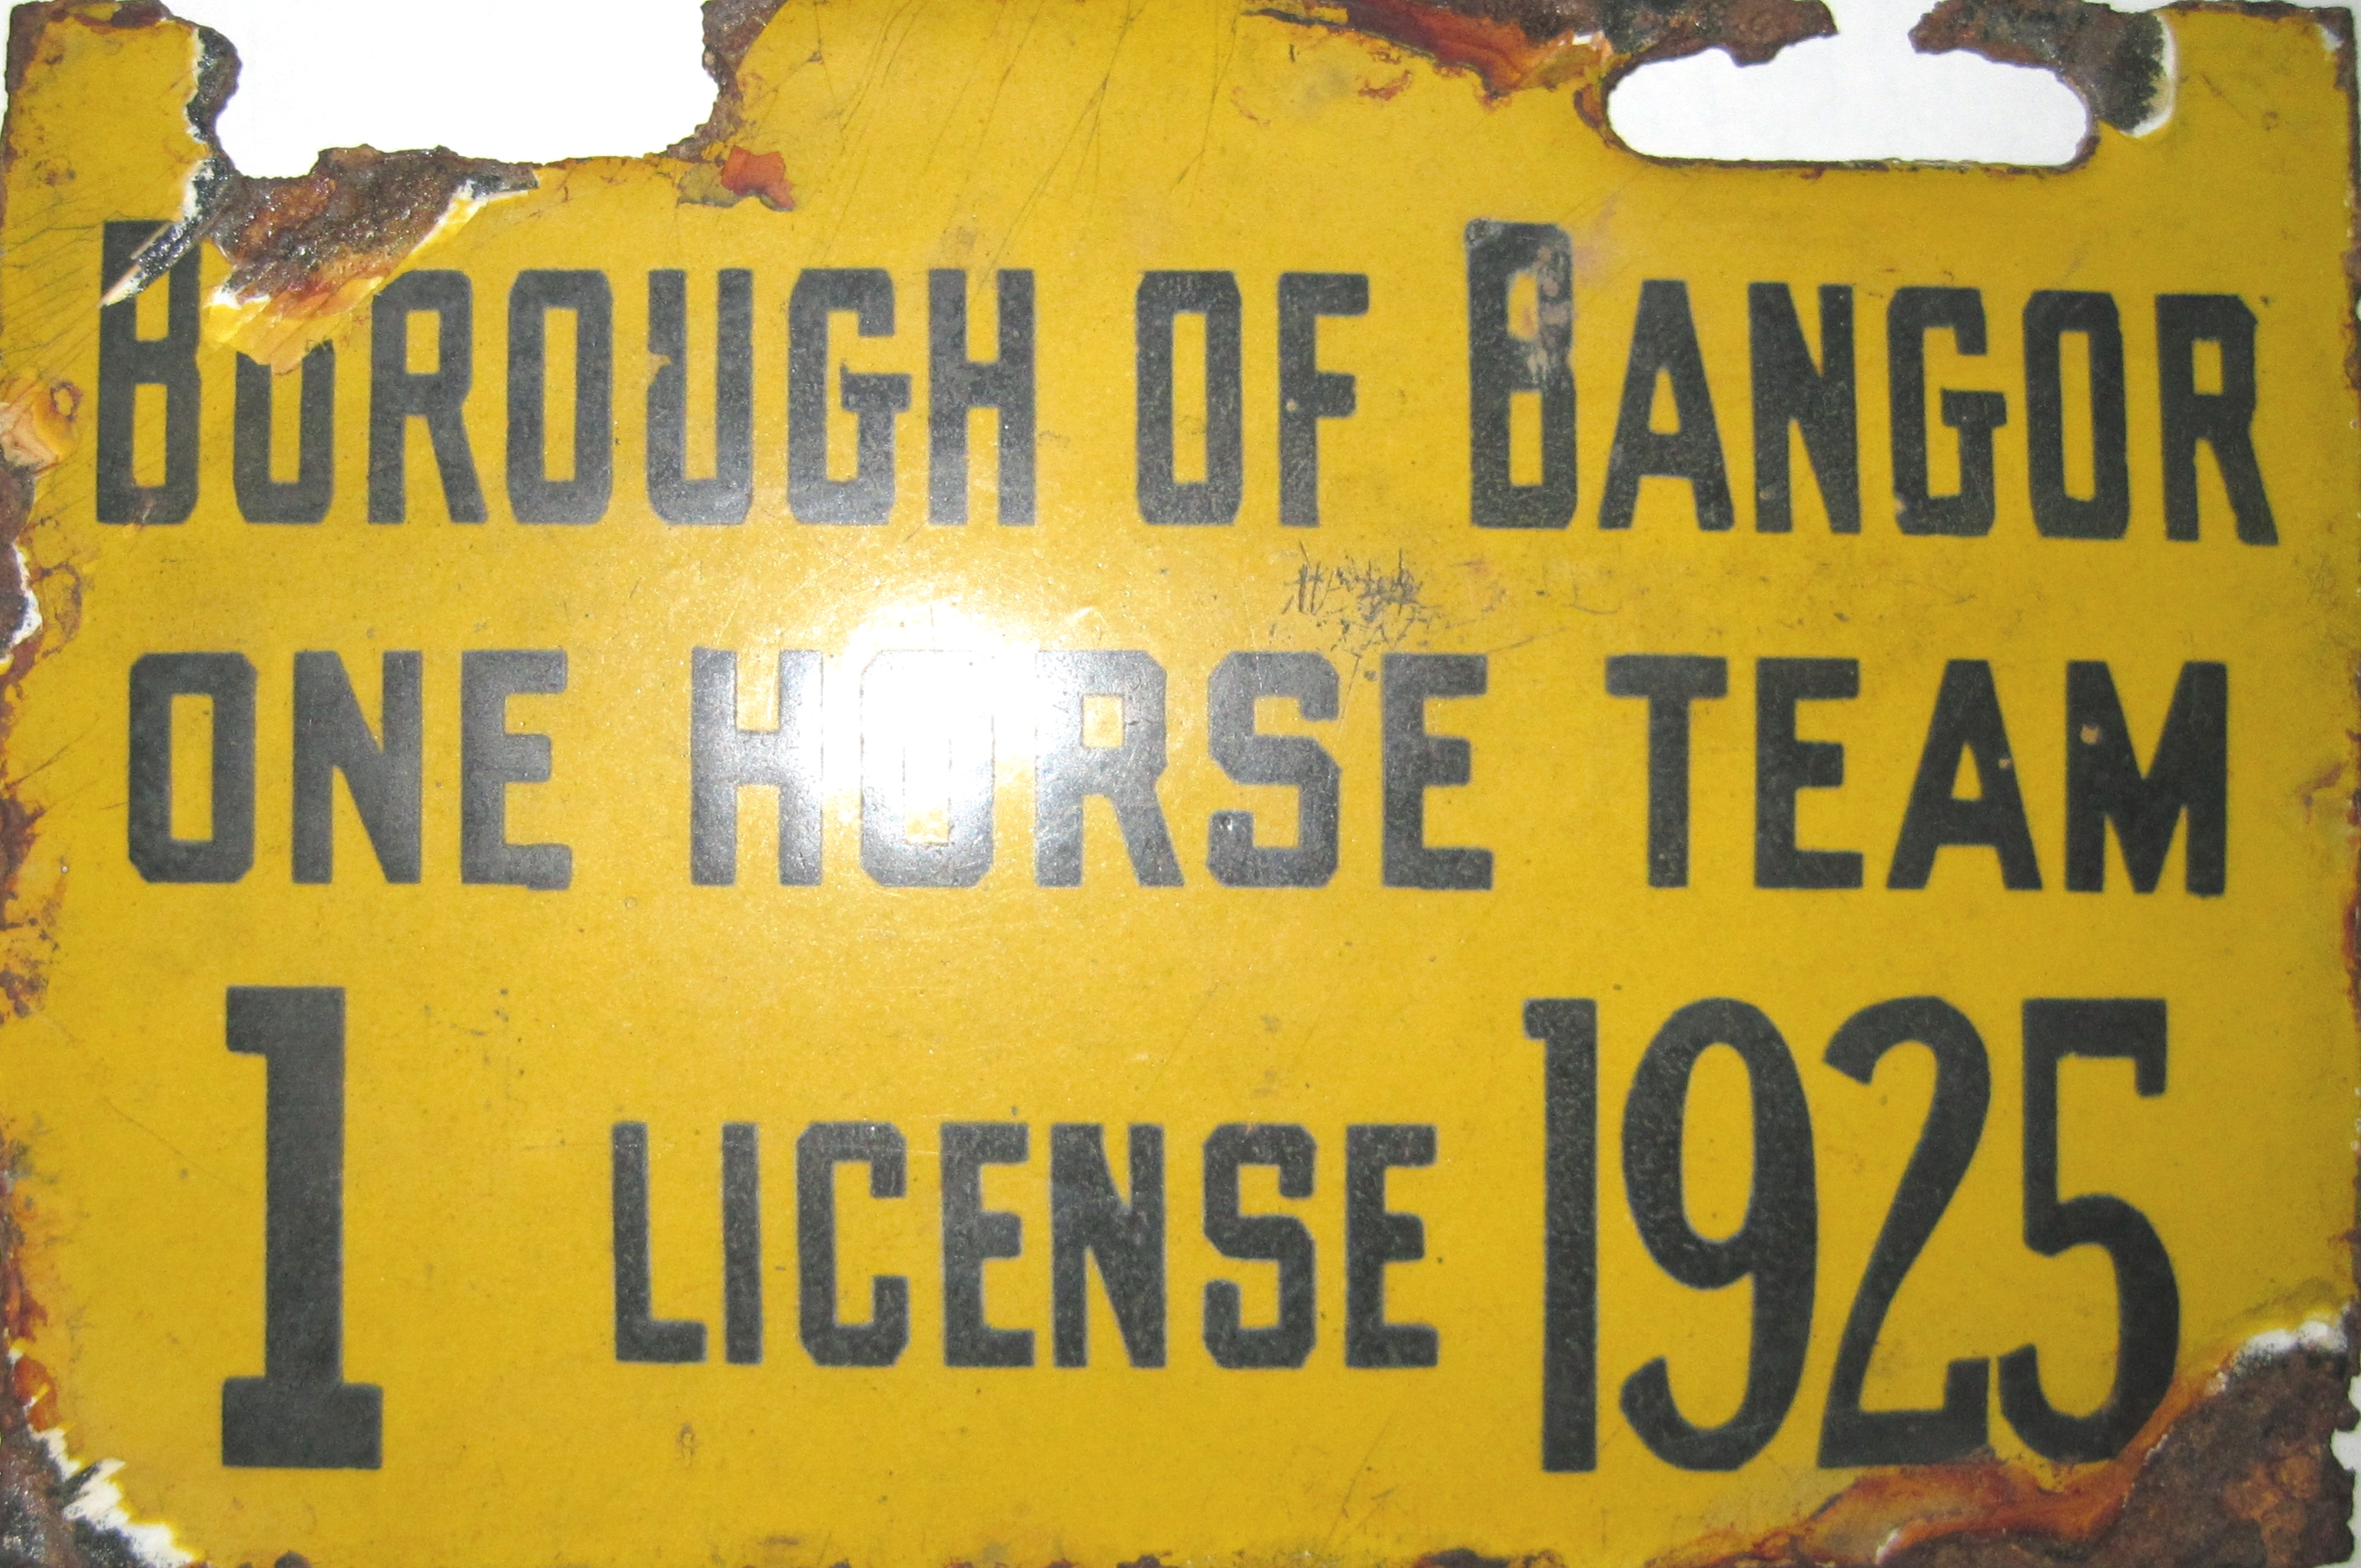 BOROUGH OF BANGOR
ONE HORSE TEAM
1 LICENSE 1925